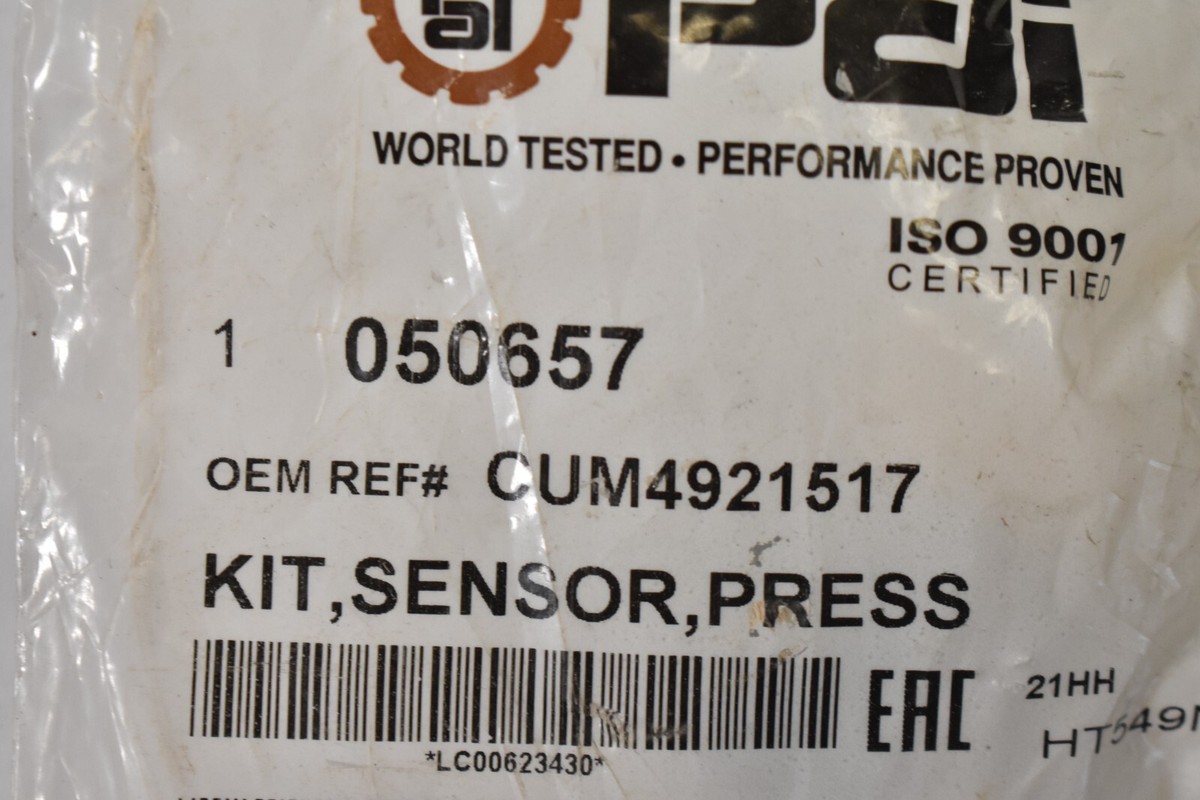 pai
WORLD TESTED • PERFORMANCE PROVEN
ISO 9001
CERTIFIED
1 050657
OEM REF# CUM4921517
KIT,SENSOR,PRESS
EAC 21HH
*LC00623430*